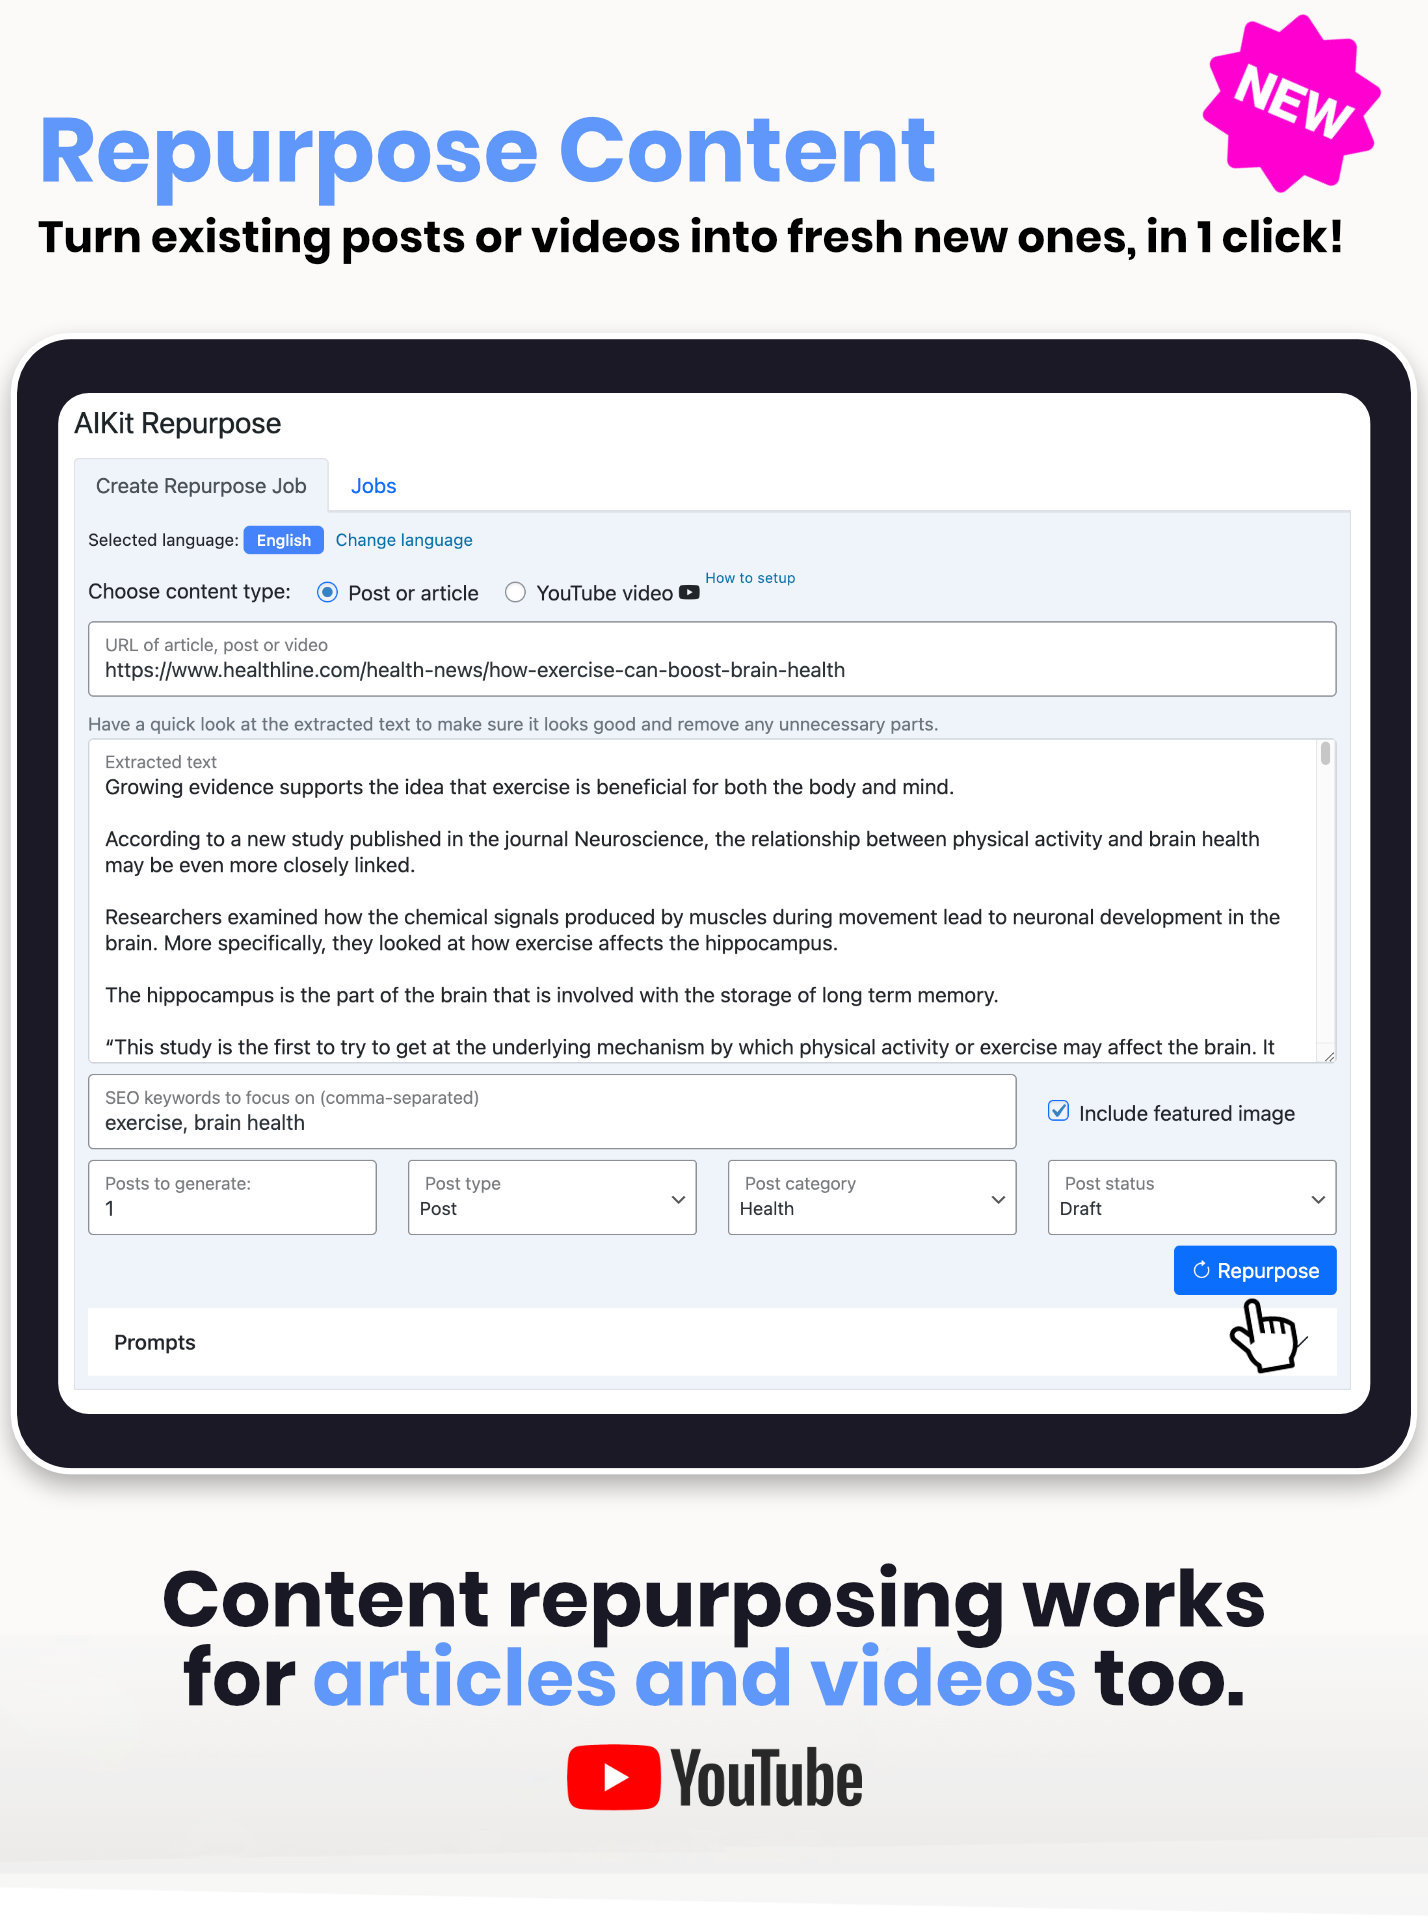 NEW
Repurpose Content
Turn existing posts or videos into fresh new ones, in 1 click!
AIKit Repurpose
Create Repurpose Job
Jobs
Selected language: English Change language
Choose content type: Post or article YouTube video How to setup
URL of article, post or video
https://www.healthline.com/health-news/how-exercise-can-boost-brain-health
Have a quick look at the extracted text to make sure it looks good and remove any unnecessary parts.
Extracted text
Growing evidence supports the idea that exercise is beneficial for both the body and mind.
According to a new study published in the journal Neuroscience, the relationship between physical activity and brain health
may be even more closely linked.
Researchers examined how the chemical signals produced by muscles during movement lead to neuronal development in the
brain. More specifically, they looked at how exercise affects the hippocampus.
The hippocampus is the part of the brain that is involved with the storage of long term memory.
“This study is the first to try to get at the underlying mechanism by which physical activity or exercise may affect the brain. It
SEO keywords to focus on (comma-separated)
exercise, brain health
Include featured image
Posts to generate:
1
Post type
Post
Post category
Health
Post status
Draft
Repurpose
Prompts
Content repurposing works
for articles and videos too.
YouTube